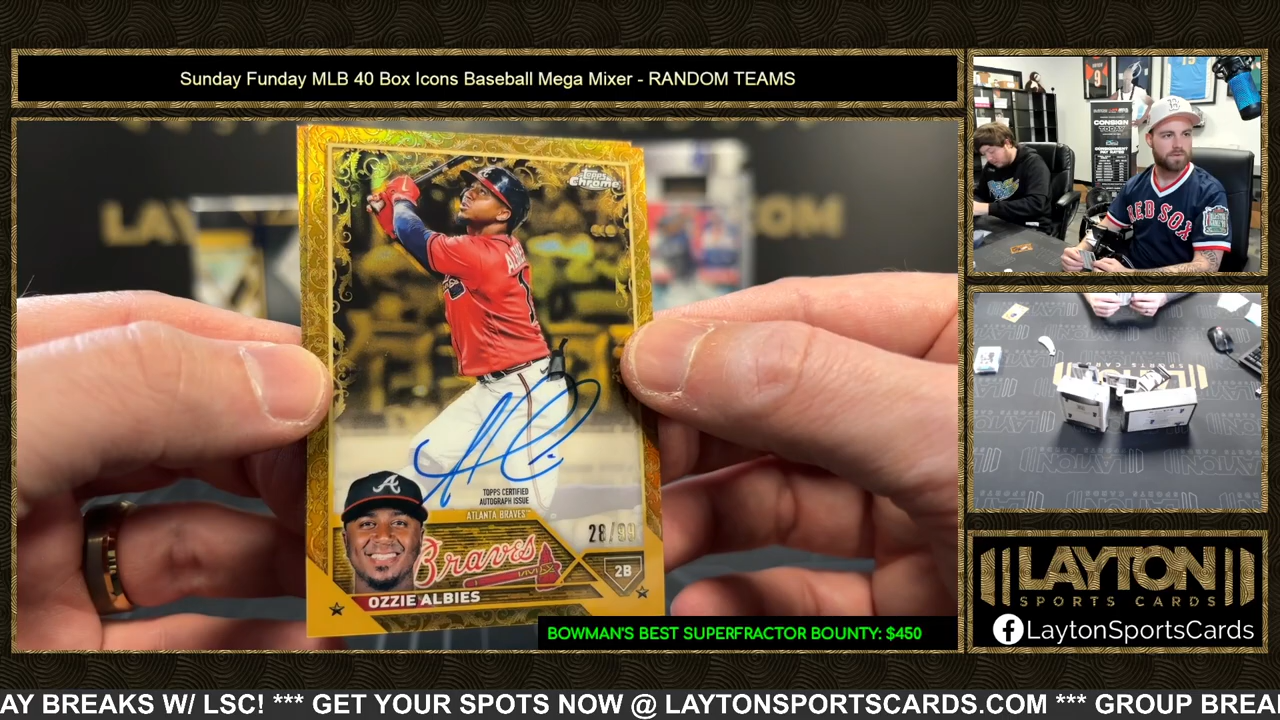 Sunday Funday MLB 40 Box Icons Baseball Mega Mixer - RANDOM TEAMS
Topps
Chrome
TOPPS CERTIFIED
AUTOGRAPH ISSUE
ATLANTA BRAVES
28/99
Braves
2B
OZZIE ALBIES
BOWMAN'S BEST SUPERFRACTOR BOUNTY: $450
CONSIGN
TODAY
RED SOX
LAYTON
SPORTS CARDS
LaytonSportsCards
AY BREAKS W/ LSC! *** GET YOUR SPOTS NOW @ LAYTONSPORTSCARDS.COM *** GROUP BREA